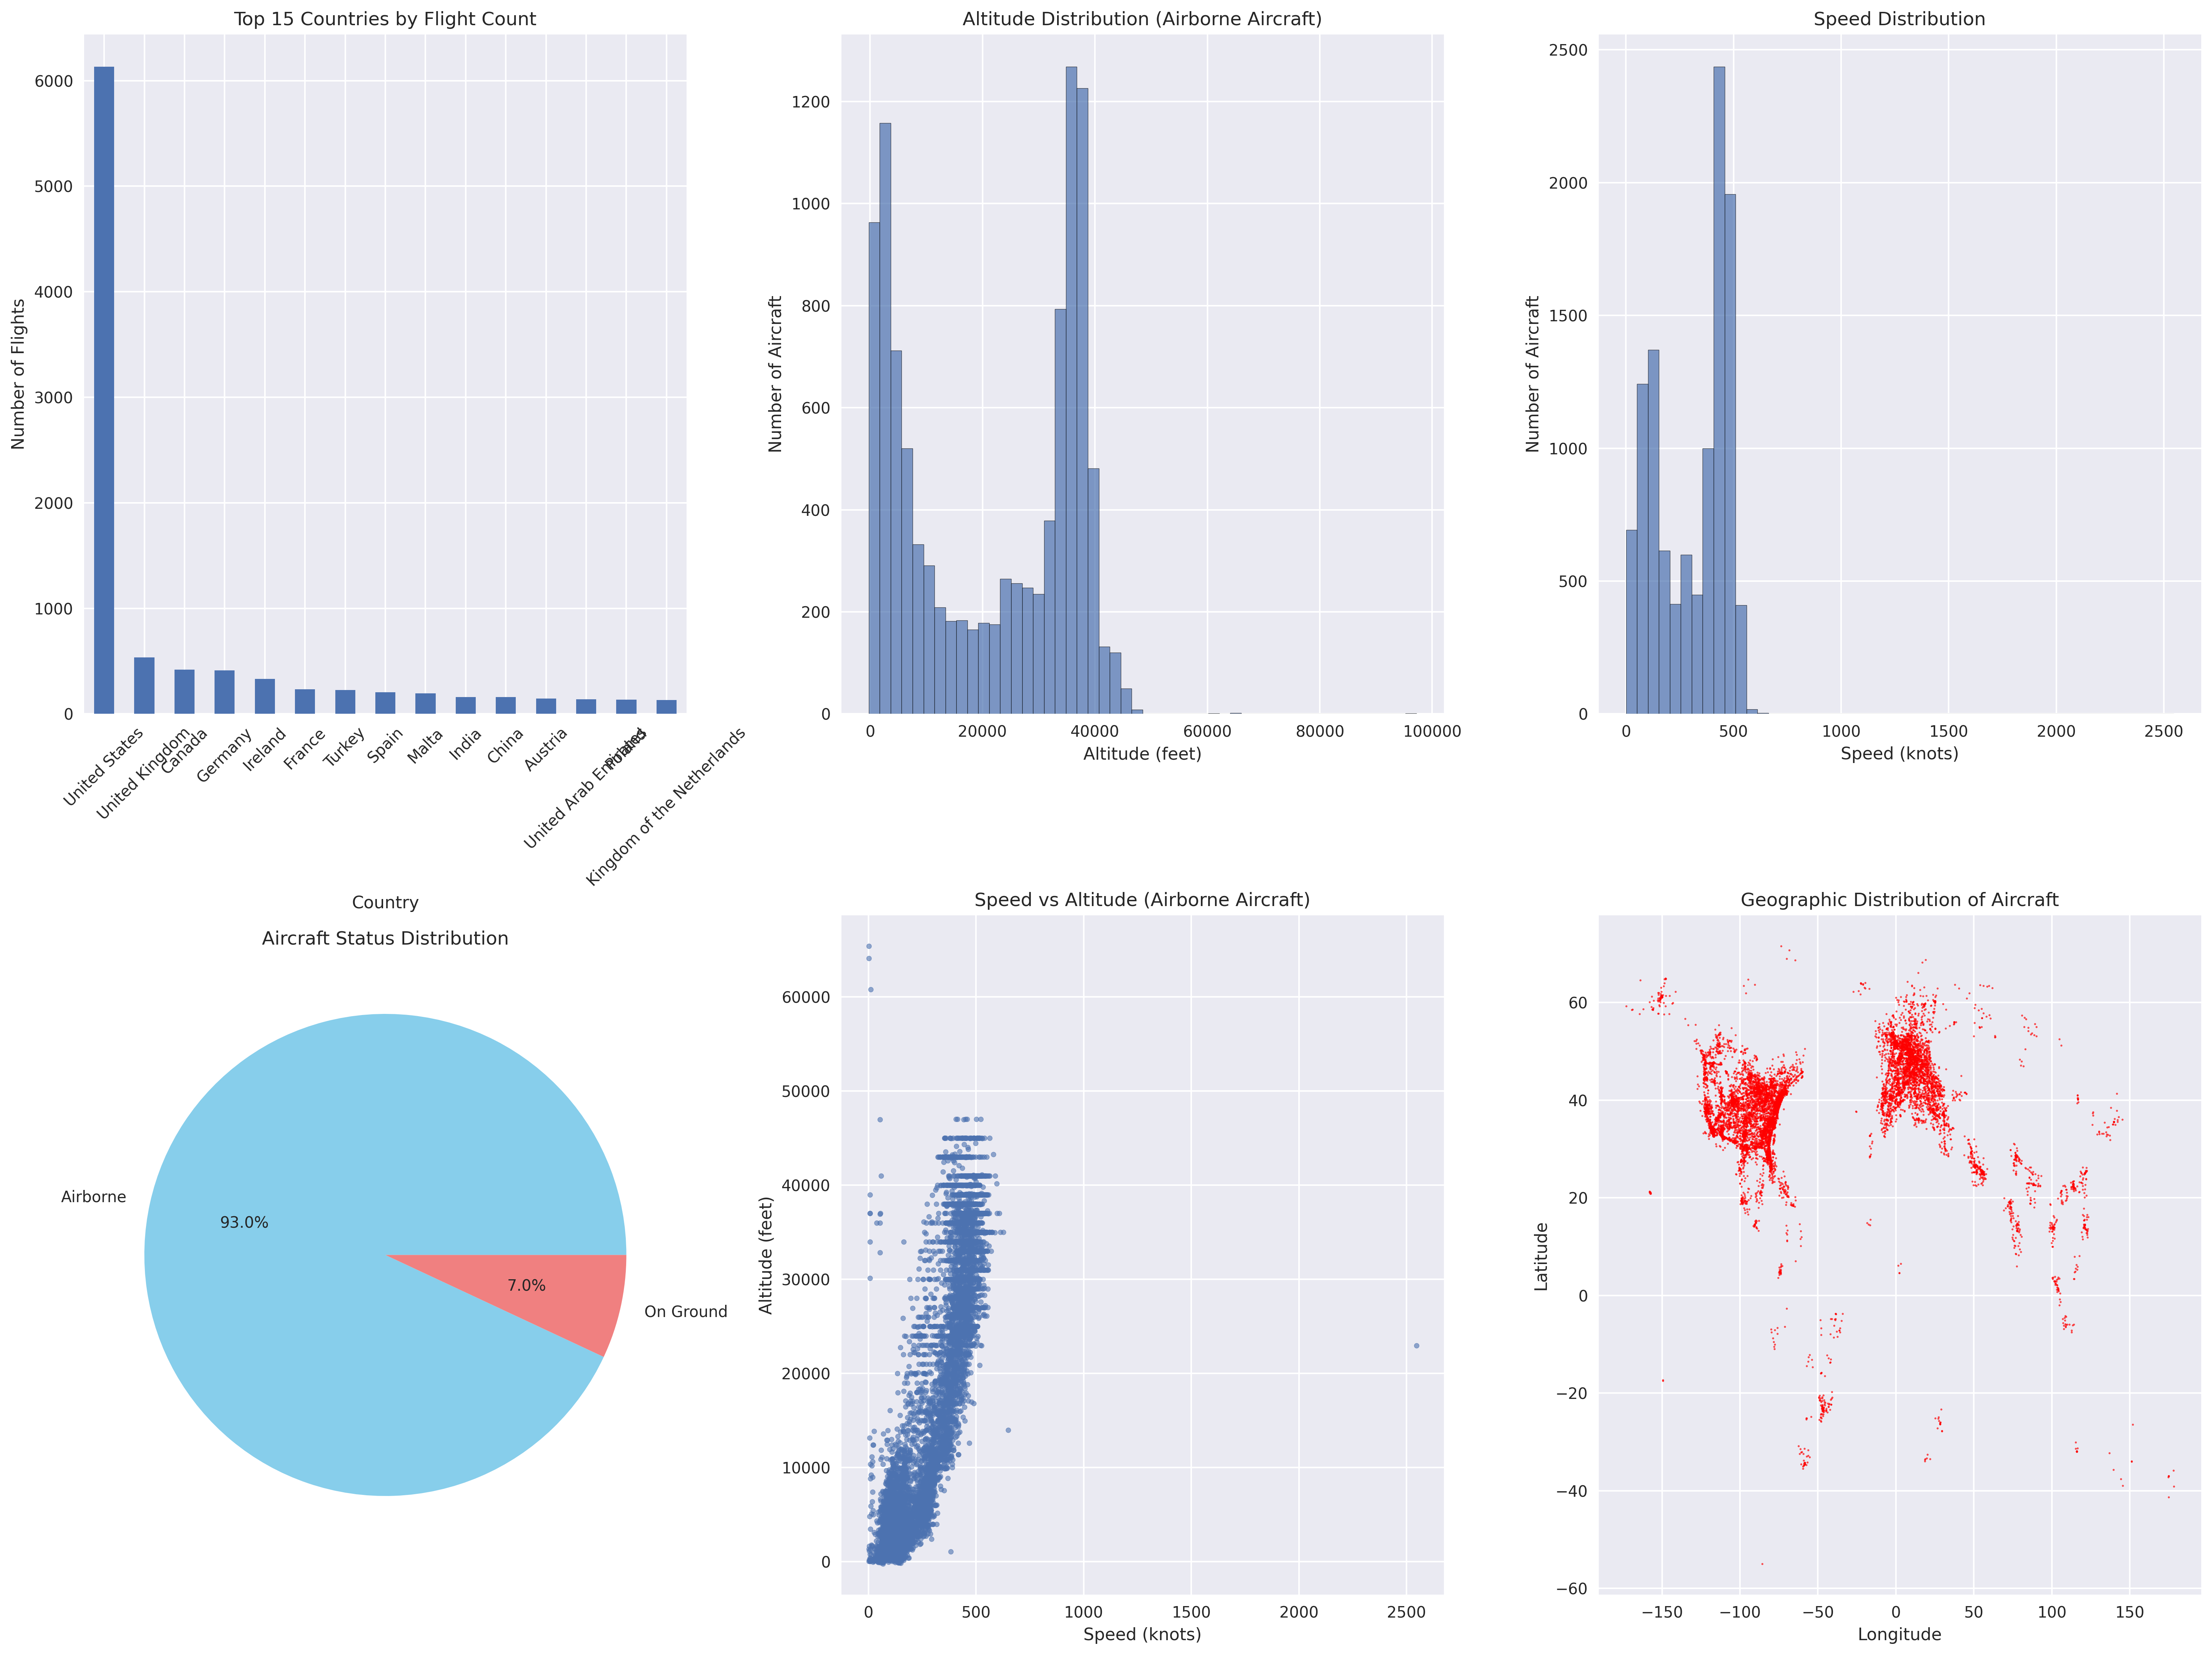 Top 15 Countries by Flight Count
Number of Flights
6000
5000
4000
3000
2000
1000
0
United States
United Kingdom
Canada
Germany
Ireland
France
Turkey
Spain
Malta
India
China
Austria
United Arab Emirates
Poland
Kingdom of the Netherlands
Country
Altitude Distribution (Airborne Aircraft)
Number of Aircraft
1200
1000
800
600
400
200
0
0 20000 40000 60000 80000 100000
Altitude (feet)
Speed Distribution
Number of Aircraft
2500
2000
1500
1000
500
0
0 500 1000 1500 2000 2500
Speed (knots)
Aircraft Status Distribution
Airborne
93.0%
7.0%
On Ground
Speed vs Altitude (Airborne Aircraft)
Altitude (feet)
60000
50000
40000
30000
20000
10000
0
0 500 1000 1500 2000 2500
Speed (knots)
Geographic Distribution of Aircraft
Latitude
60
40
20
0
−20
−40
−60
−150 −100 −50 0 50 100 150
Longitude